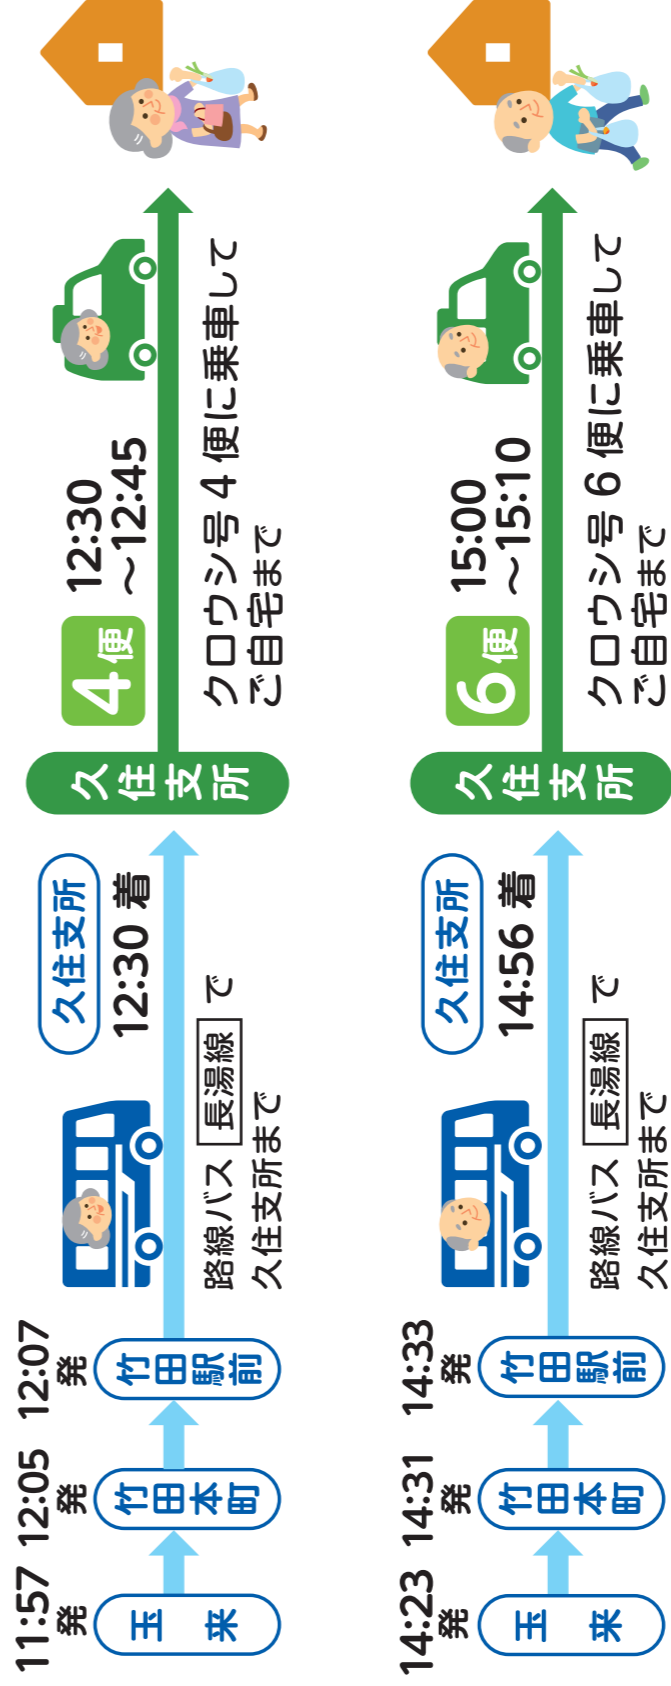 11:57
発
玉来
12:05
発
竹田本町
12:07
発
竹田駅前
路線バス 長湯線 で
久住支所まで
久住支所
12:30 着
久住支所
4便
12:30
～12:45
クロウシ号 4 便に乗車して
ご自宅まで
14:23
発
玉来
14:31
発
竹田本町
14:33
発
竹田駅前
路線バス 長湯線 で
久住支所まで
久住支所
14:56 着
久住支所
6便
15:00
～15:10
クロウシ号 6 便に乗車して
ご自宅まで